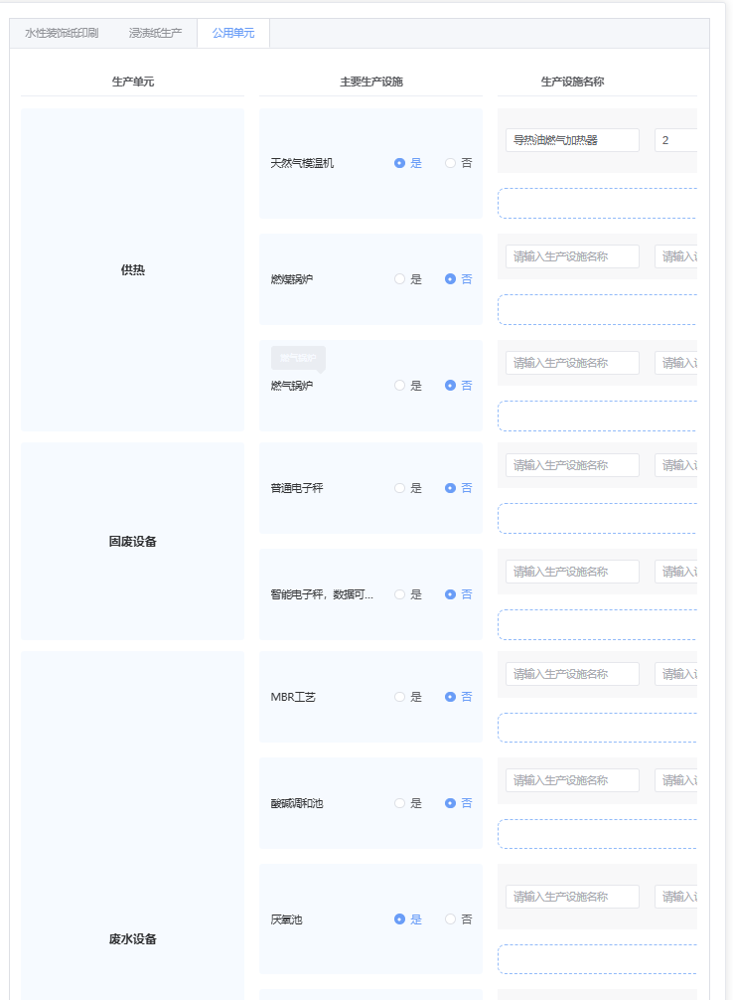 水性装饰纸印刷 浸渍纸生产 公用单元
生产单元 主要生产设施 生产设施名称
供热
天然气模温机 是 否 导热油燃气加热器 2
燃煤锅炉 是 否 请输入生产设施名称 请输入
燃气锅炉
燃气锅炉 是 否 请输入生产设施名称 请输入
固废设备
普通电子秤 是 否 请输入生产设施名称 请输入
智能电子秤，数据可... 是 否 请输入生产设施名称 请输入
废水设备
MBR工艺 是 否 请输入生产设施名称 请输入
酸碱调和池 是 否 请输入生产设施名称 请输入
厌氧池 是 否 请输入生产设施名称 请输入